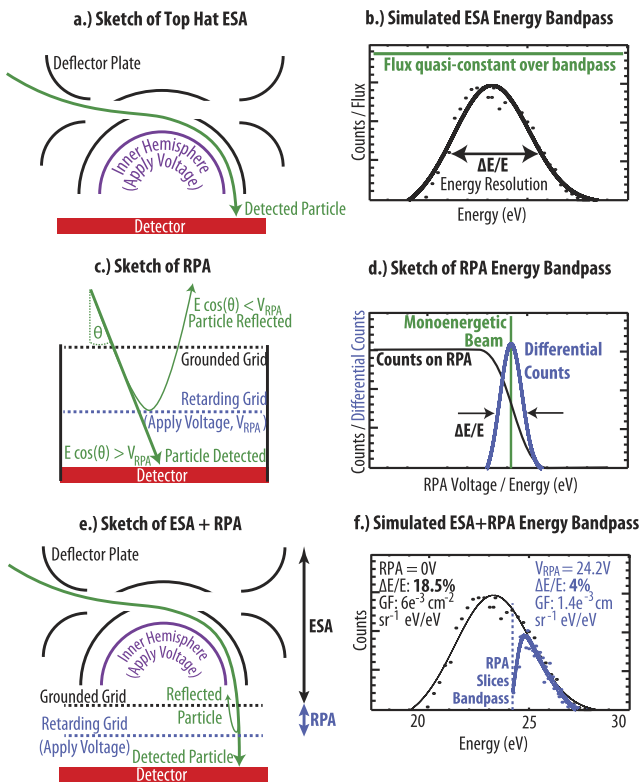 a.) Sketch of Top Hat ESA
Deflector Plate
Inner Hemisphere
(Apply Voltage)
Detected Particle
Detector
b.) Simulated ESA Energy Bandpass
Flux quasi-constant over bandpass
Counts / Flux
ΔE/E
Energy Resolution
Energy (eV)
c.) Sketch of RPA
E cos(θ) < V_RPA
Particle Reflected
θ
Grounded Grid
Retarding Grid
(Apply Voltage, V_RPA)
E cos(θ) > V_RPA Particle Detected
Detector
d.) Sketch of RPA Energy Bandpass
Monoenergetic
Beam
Counts on RPA
Differential
Counts
ΔE/E
Counts / Differential Counts
RPA Voltage / Energy (eV)
e.) Sketch of ESA + RPA
Deflector Plate
Inner Hemisphere
(Apply Voltage)
ESA
Grounded Grid
Reflected
Particle
Retarding Grid
(Apply Voltage)
RPA
Detected Particle
Detector
f.) Simulated ESA+RPA Energy Bandpass
RPA = 0V
ΔE/E: 18.5%
GF: 6e⁻³ cm⁻²
sr⁻¹ eV/eV
V_RPA = 24.2V
ΔE/E: 4%
GF: 1.4e⁻³ cm
sr⁻¹ eV/eV
RPA
Slices
Bandpass
Counts
20 25 30
Energy (eV)